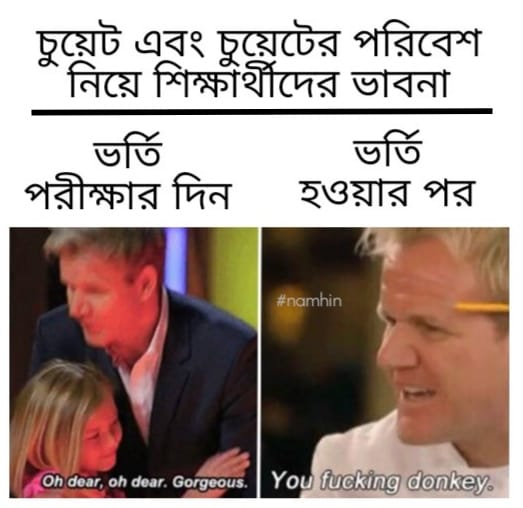 চুয়েট এবং চুয়েটের পরিবেশ
নিয়ে শিক্ষার্থীদের ভাবনা
ভর্তি
পরীক্ষার দিন
ভর্তি
হওয়ার পর
#namhin
Oh dear, oh dear. Gorgeous.
You fucking donkey.